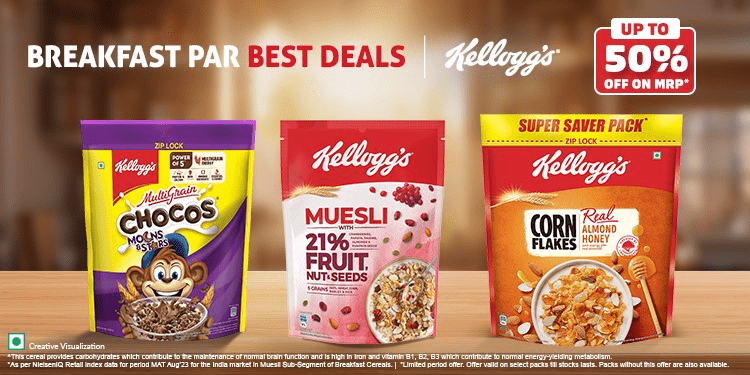 BREAKFAST PAR BEST DEALS
Kellogg's
UP TO
50%
OFF ON MRP*
ZIP LOCK
Kellogg's
POWER OF 5
MULTIGRAIN
MultiGrain
CHOCOS
MOONS & STARS
Kellogg's
MUESLI
WITH
21%
FRUIT,
NUT & SEEDS
CRANBERRIES,
5 GRAINS
SUPER SAVER PACK*
ZIP LOCK
Kellogg's
CORN
FLAKES
Real
ALMOND
HONEY
Creative Visualization
*This cereal provides carbohydrates which contribute to the maintenance of normal brain function and is high in iron and vitamin B1, B2, B3 which contribute to normal energy-yielding metabolism.
*As per NielsenIQ Retail Index data for period MAT Aug'23 for the India market in Muesli Sub-Segment of Breakfast Cereals. | *Limited period offer. Offer valid on select packs till stocks last. Packs without this offer are also available.